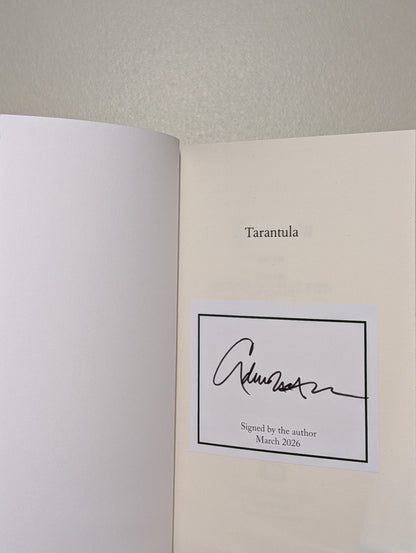 Tarantula
Signed by the author
March 2026